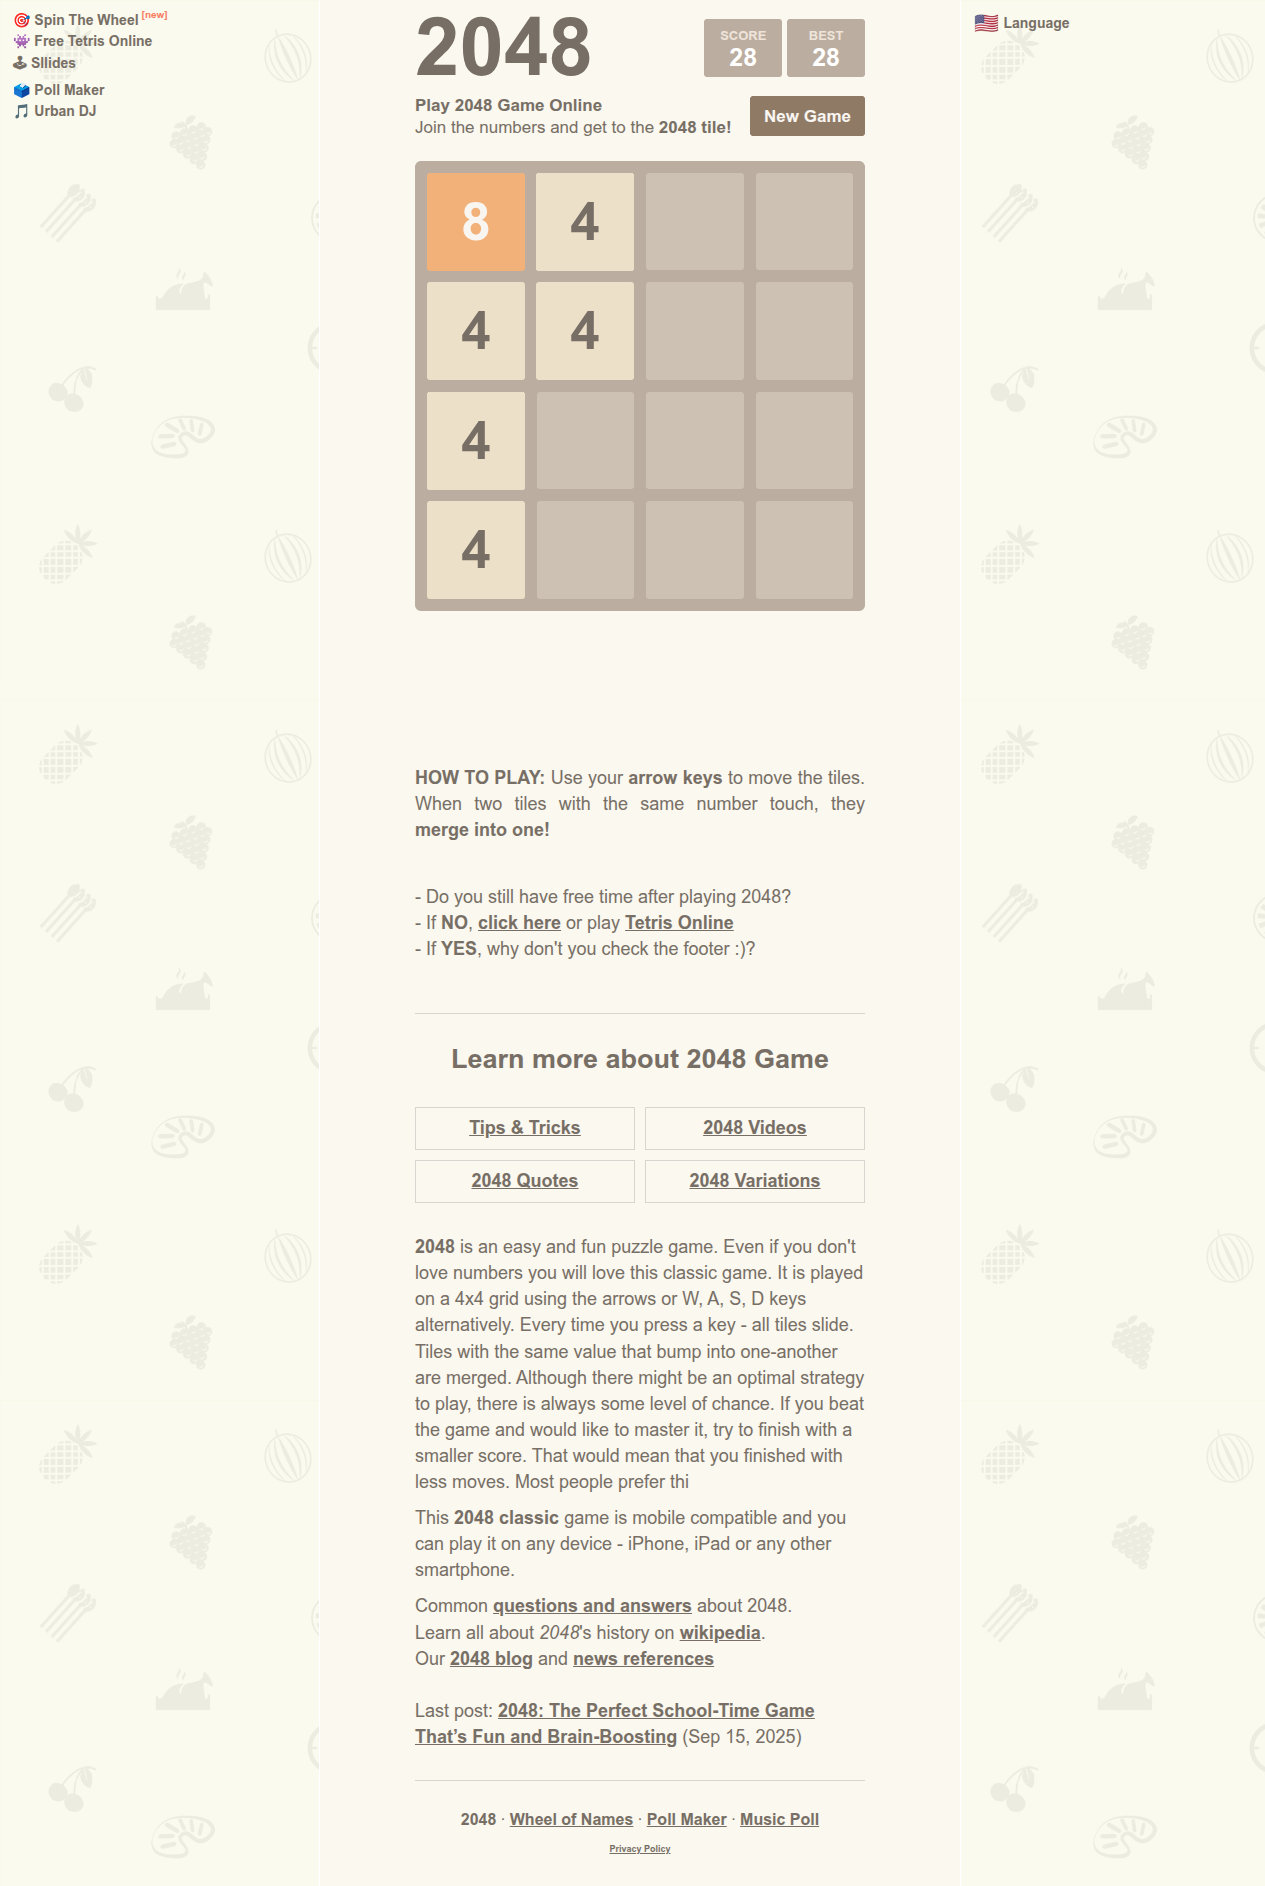 🎯 Spin The Wheel [new]
👾 Free Tetris Online
🕹 Sllides
🗳 Poll Maker
🎵 Urban DJ
🇺🇸 Language
2048
SCORE
28
BEST
28
Play 2048 Game Online
Join the numbers and get to the 2048 tile!
New Game
8 4
4 4
4
4
HOW TO PLAY: Use your arrow keys to move the tiles.
When two tiles with the same number touch, they
merge into one!
- Do you still have free time after playing 2048?
- If NO, click here or play Tetris Online
- If YES, why don't you check the footer :)?
Learn more about 2048 Game
Tips & Tricks
2048 Videos
2048 Quotes
2048 Variations
2048 is an easy and fun puzzle game. Even if you don't
love numbers you will love this classic game. It is played
on a 4x4 grid using the arrows or W, A, S, D keys
alternatively. Every time you press a key - all tiles slide.
Tiles with the same value that bump into one-another
are merged. Although there might be an optimal strategy
to play, there is always some level of chance. If you beat
the game and would like to master it, try to finish with a
smaller score. That would mean that you finished with
less moves. Most people prefer thi
This 2048 classic game is mobile compatible and you
can play it on any device - iPhone, iPad or any other
smartphone.
Common questions and answers about 2048.
Learn all about 2048's history on wikipedia.
Our 2048 blog and news references
Last post: 2048: The Perfect School-Time Game
That’s Fun and Brain-Boosting (Sep 15, 2025)
2048 · Wheel of Names · Poll Maker · Music Poll
Privacy Policy